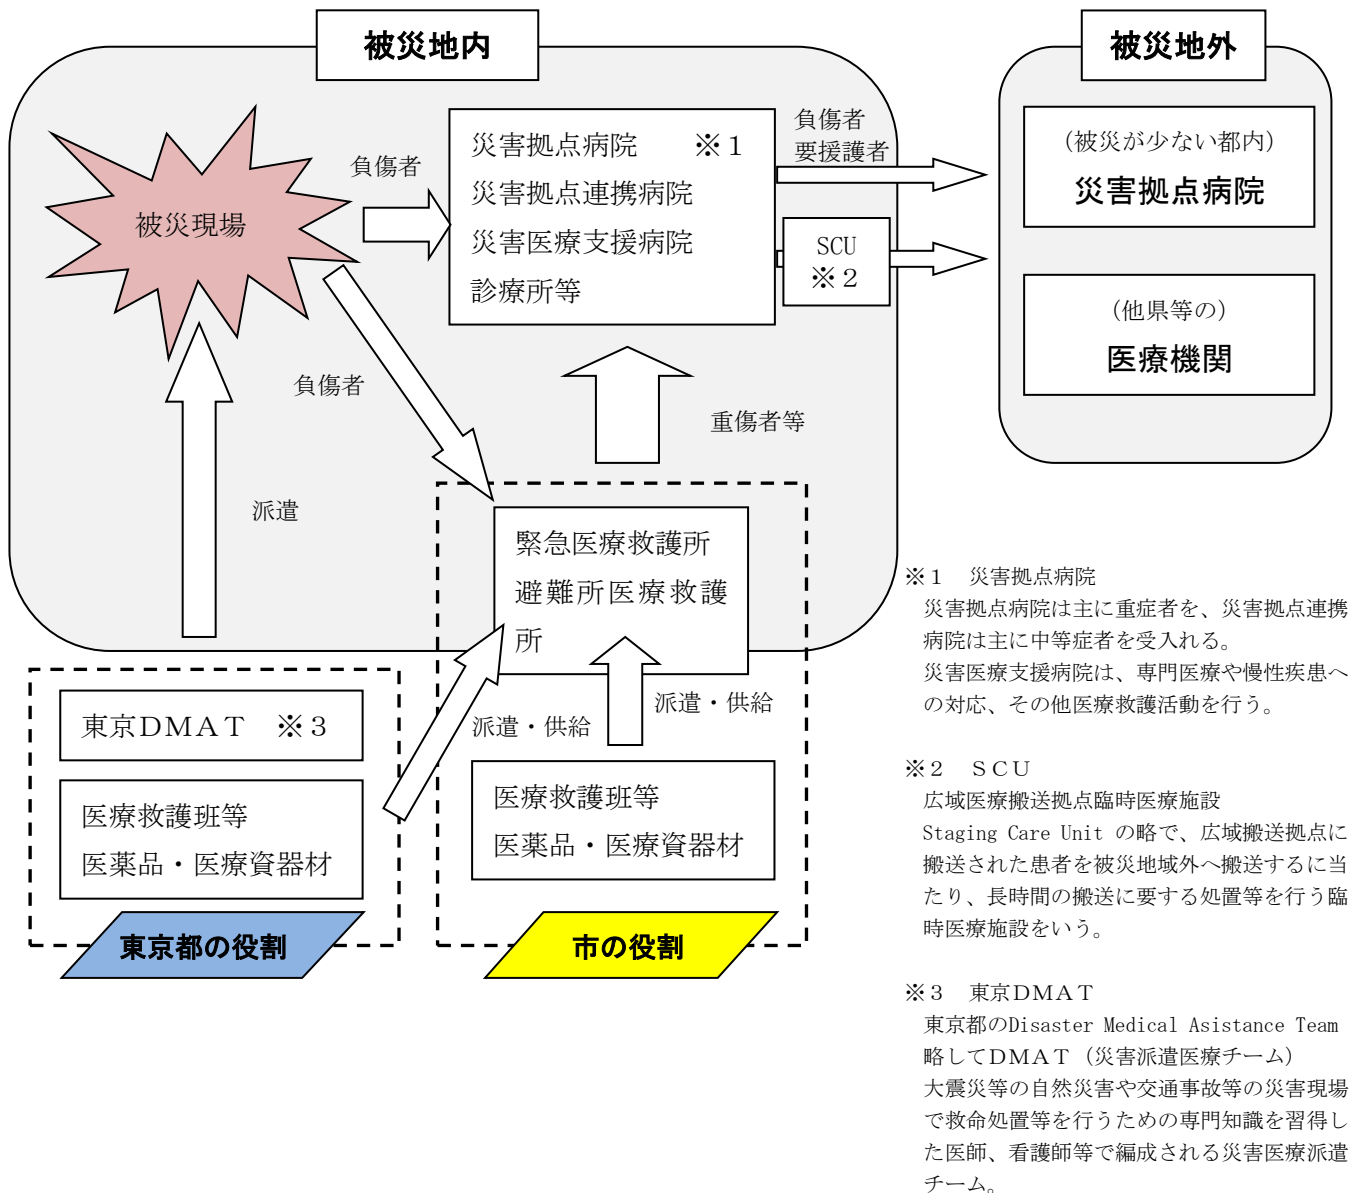 被災地内
被災地外
被災現場
負傷者
災害拠点病院 ※１
災害拠点連携病院
災害医療支援病院
診療所等
負傷者
要援護者
SCU
※２
(被災が少ない都内)
災害拠点病院
(他県等の)
医療機関
負傷者
重傷者等
派遣
緊急医療救護所
避難所医療救護
所
派遣・供給
派遣・供給
東京ＤＭＡＴ ※３
医療救護班等
医薬品・医療資器材
東京都の役割
医療救護班等
医薬品・医療資器材
市の役割
※１ 災害拠点病院
災害拠点病院は主に重症者を、災害拠点連携
病院は主に中等症者を受入れる。
災害医療支援病院は、専門医療や慢性疾患へ
の対応、その他医療救護活動を行う。
※２ ＳＣＵ
広域医療搬送拠点臨時医療施設
Staging Care Unit の略で、広域搬送拠点に
搬送された患者を被災地域外へ搬送するに当
たり、長時間の搬送に要する処置等を行う臨
時医療施設をいう。
※３ 東京ＤＭＡＴ
東京都のDisaster Medical Asistance Team
略してＤＭＡＴ（災害派遣医療チーム）
大震災等の自然災害や交通事故等の災害現場
で救命処置等を行うための専門知識を習得し
た医師、看護師等で編成される災害医療派遣
チーム。